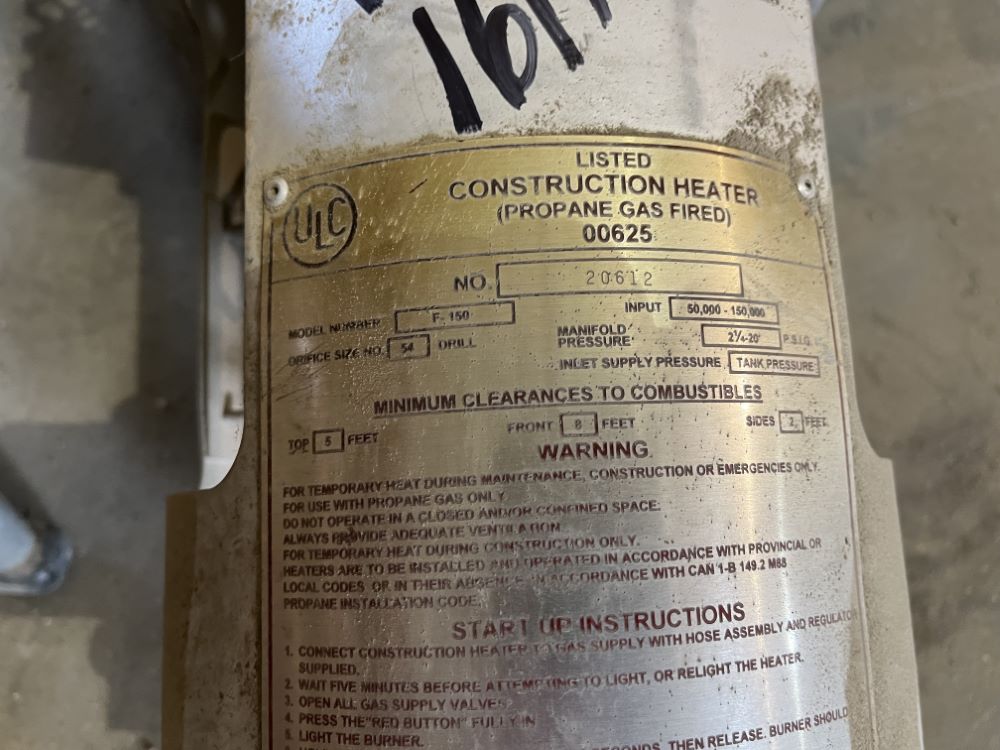 161
ULC
LISTED
CONSTRUCTION HEATER
(PROPANE GAS FIRED)
00625
NO. 20612
MODEL NUMBER F-150 INPUT 50,000 - 150,000
ORIFICE SIZE NO. 54 DRILL MANIFOLD PRESSURE 2¼-20 P.S.I.G.
INLET SUPPLY PRESSURE TANK PRESSURE
MINIMUM CLEARANCES TO COMBUSTIBLES
TOP 5 FEET FRONT 8 FEET SIDES 2 FEET
WARNING
FOR TEMPORARY HEAT DURING MAINTENANCE, CONSTRUCTION OR EMERGENCIES ONLY.
FOR USE WITH PROPANE GAS ONLY
DO NOT OPERATE IN A CLOSED AND/OR CONFINED SPACE.
ALWAYS PROVIDE ADEQUATE VENTILATION.
FOR TEMPORARY HEAT DURING CONSTRUCTION ONLY.
HEATERS ARE TO BE INSTALLED AND OPERATED IN ACCORDANCE WITH PROVINCIAL OR
LOCAL CODES OR IN THEIR ABSENCE IN ACCORDANCE WITH CAN 1-B 149.2 M88
PROPANE INSTALLATION CODE.
START UP INSTRUCTIONS
1. CONNECT CONSTRUCTION HEATER TO GAS SUPPLY WITH HOSE ASSEMBLY AND REGULATOR
SUPPLIED.
2. WAIT FIVE MINUTES BEFORE ATTEMPTING TO LIGHT, OR RELIGHT THE HEATER.
3. OPEN ALL GAS SUPPLY VALVES
4. PRESS THE "RED BUTTON" FULLY IN
5. LIGHT THE BURNER.
SECONDS, THEN RELEASE. BURNER SHOULD